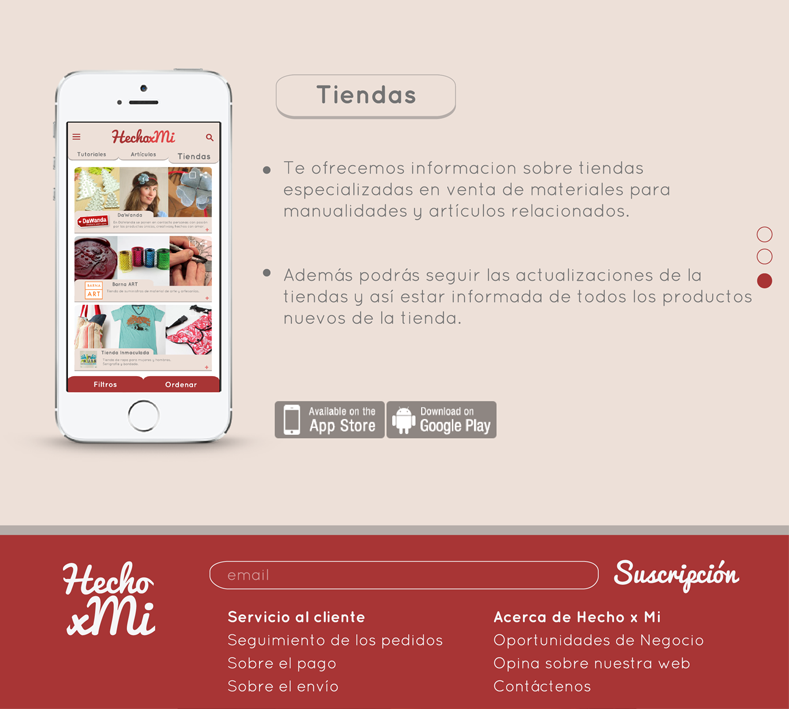 Tiendas
Te ofrecemos informacion sobre tiendas
especializadas en venta de materiales para
manualidades y artículos relacionados.
Además podrás seguir las actualizaciones de la
tiendas y así estar informada de todos los productos
nuevos de la tienda.
HechoxMi
Tutoriales
Artículos
Tiendas
DaWanda
DaWanda
Barna ART
BARNA
ART
Tienda Inmaculada
Filtros
Ordenar
Available on the
App Store
Download on
Google Play
Hecho
xMi
email
Suscripción
Servicio al cliente
Seguimiento de los pedidos
Sobre el pago
Sobre el envío
Acerca de Hecho x Mi
Oportunidades de Negocio
Opina sobre nuestra web
Contáctenos